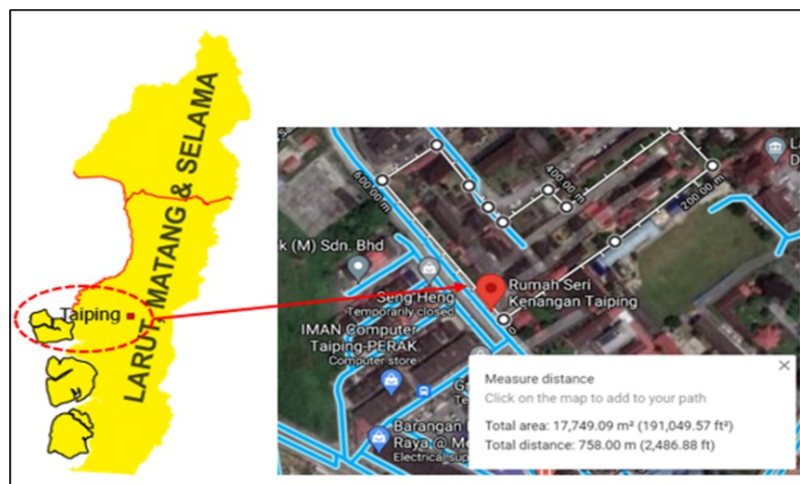 LARUT, MATANG & SELAMA
Taiping
600.00 m
400.00 m
200.00 m
k (M) Sdn. Bhd
Seng Heng
Temporarily closed
IMAN Computer
Taiping-PERAK
Computer store
Rumah Seri
Kenangan Taiping
Barangan
Raya @ Me
Electrical sup
Measure distance
Click on the map to add to your path
Total area: 17,749.09 m² (191,049.57 ft²)
Total distance: 758.00 m (2,486.88 ft)